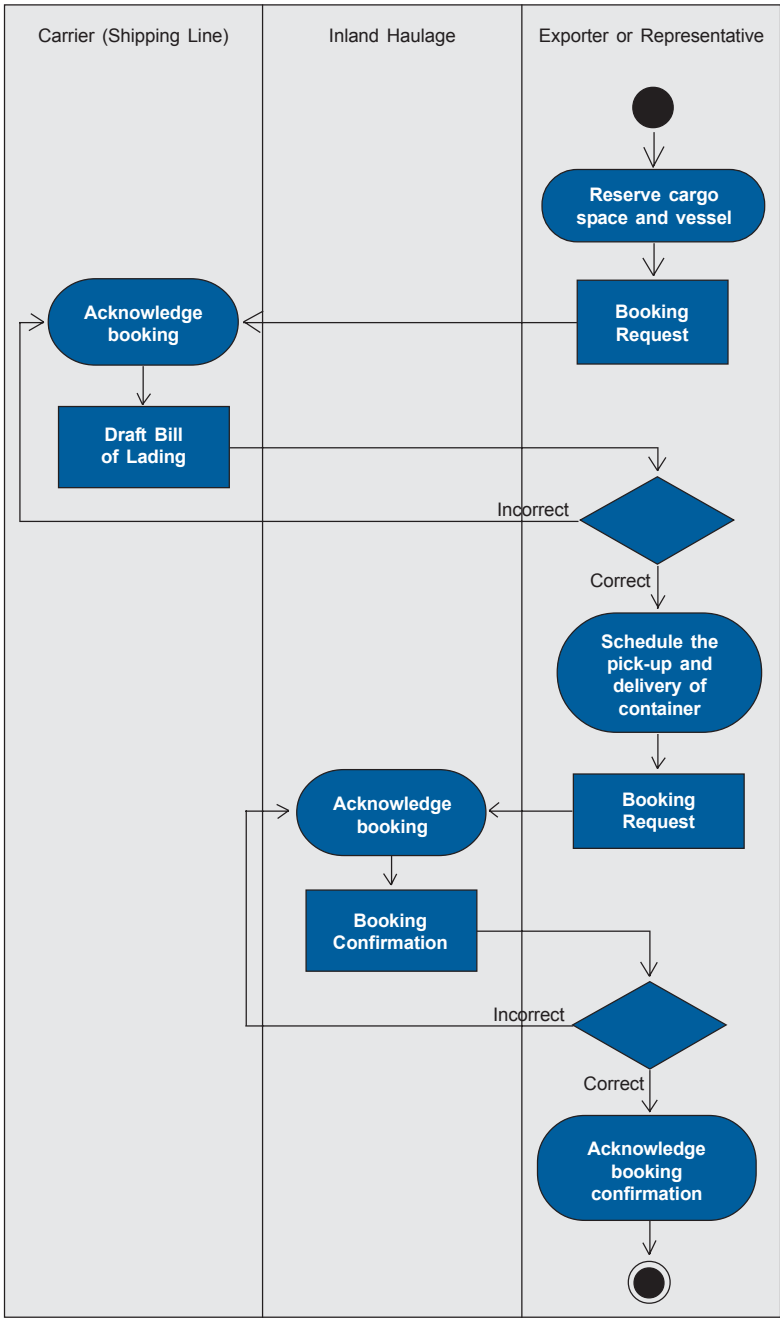 Carrier (Shipping Line)
Inland Haulage
Exporter or Representative
Reserve cargo
space and vessel
Booking
Request
Acknowledge
booking
Draft Bill
of Lading
Incorrect
Correct
Schedule the
pick-up and
delivery of
container
Booking
Request
Acknowledge
booking
Booking
Confirmation
Incorrect
Correct
Acknowledge
booking
confirmation